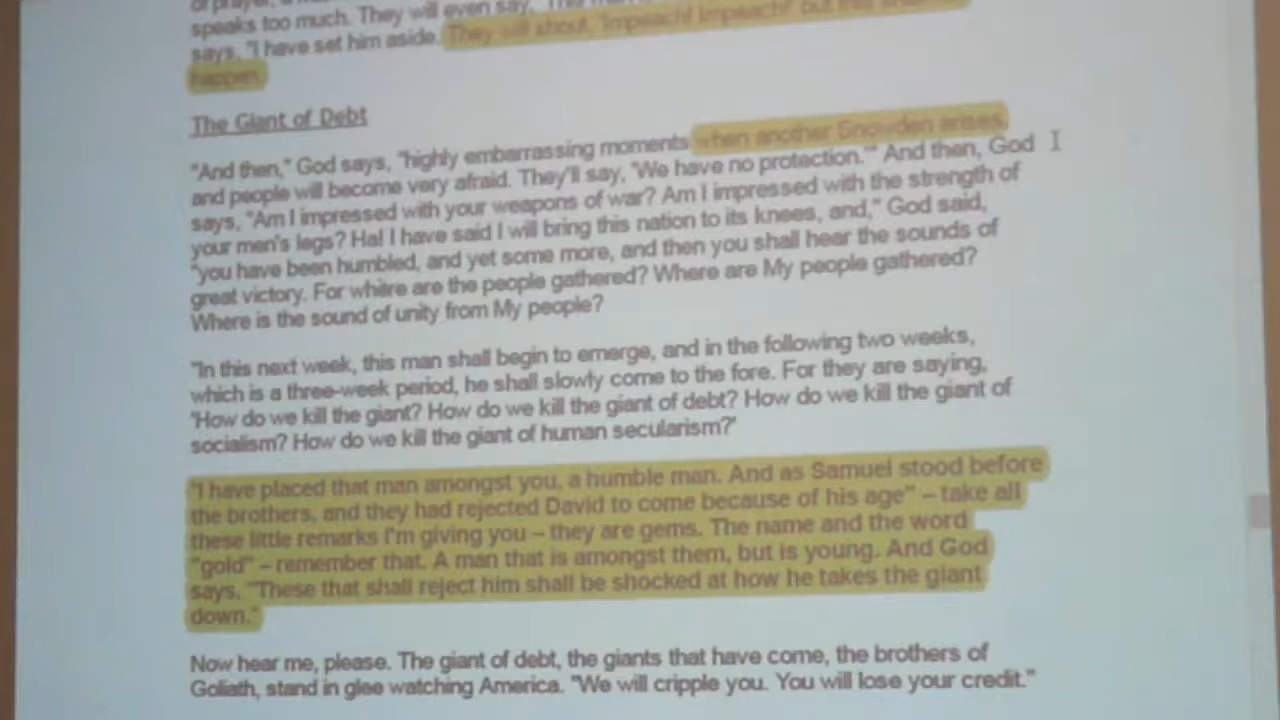 of prayer,
speaks too much. They will even say, "This
says, "I have set him aside. They will shout, 'Impeach! Impeach!' but this
happen.
The Giant of Debt
"And then," God says, "highly embarrassing moments when another Snowden arises,
and people will become very afraid. They'll say, "We have no protection."' And then, God
says, "Am I impressed with your weapons of war? Am I impressed with the strength of
your men's legs? Ha! I have said I will bring this nation to its knees, and," God said,
"you have been humbled, and yet some more, and then you shall hear the sounds of
great victory. For where are the people gathered? Where are My people gathered?
Where is the sound of unity from My people?
"In this next week, this man shall begin to emerge, and in the following two weeks,
which is a three-week period, he shall slowly come to the fore. For they are saying,
'How do we kill the giant? How do we kill the giant of debt? How do we kill the giant of
socialism? How do we kill the giant of human secularism?'
"I have placed that man amongst you, a humble man. And as Samuel stood before
the brothers, and they had rejected David to come because of his age" – take all
these little remarks I'm giving you – they are gems. The name and the word
"gold" – remember that. A man that is amongst them, but is young. And God
says, "These that shall reject him shall be shocked at how he takes the giant
down."
Now hear me, please. The giant of debt, the giants that have come, the brothers of
Goliath, stand in glee watching America. "We will cripple you. You will lose your credit."